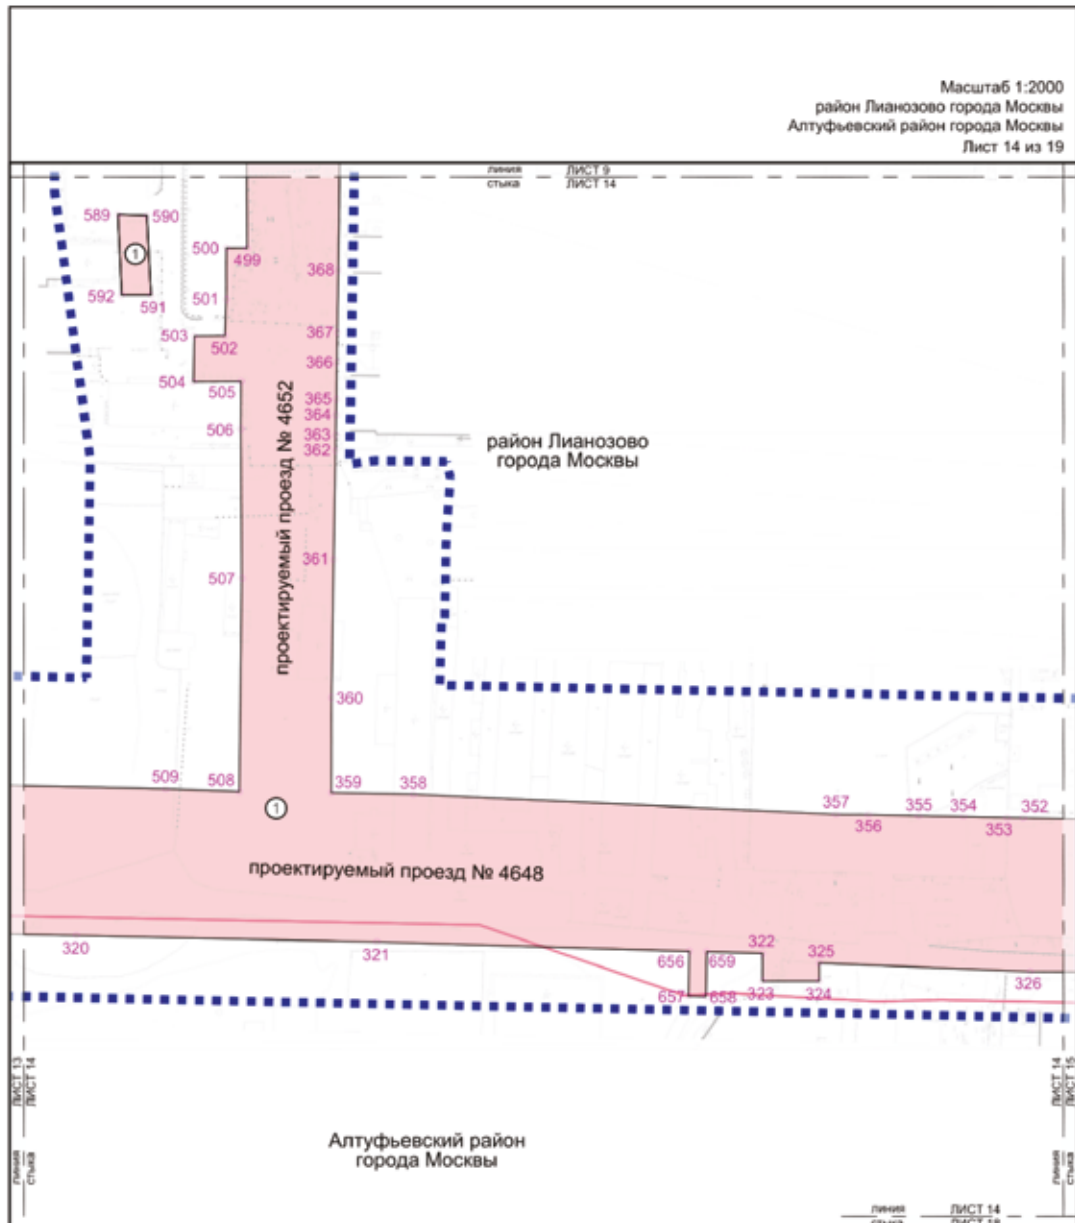 Масштаб 1:2000
район Лианозово города Москвы
Алтуфьевский район города Москвы
Лист 14 из 19
линия ЛИСТ 9
стыка ЛИСТ 14
589
590
1
592
591
500
499
501
503
502
504
505
506
507
368
367
366
365
364
363
362
361
360
проектируемый проезд № 4652
район Лианозово
города Москвы
509
508
359
358
357
356
355
354
353
352
1
проектируемый проезд № 4648
320
321
656
659
322
325
657
658
323
324
326
ЛИСТ 13
ЛИСТ 14
линия
стыка
ЛИСТ 14
ЛИСТ 15
линия
стыка
Алтуфьевский район
города Москвы
линия ЛИСТ 14
стыка ЛИСТ 18